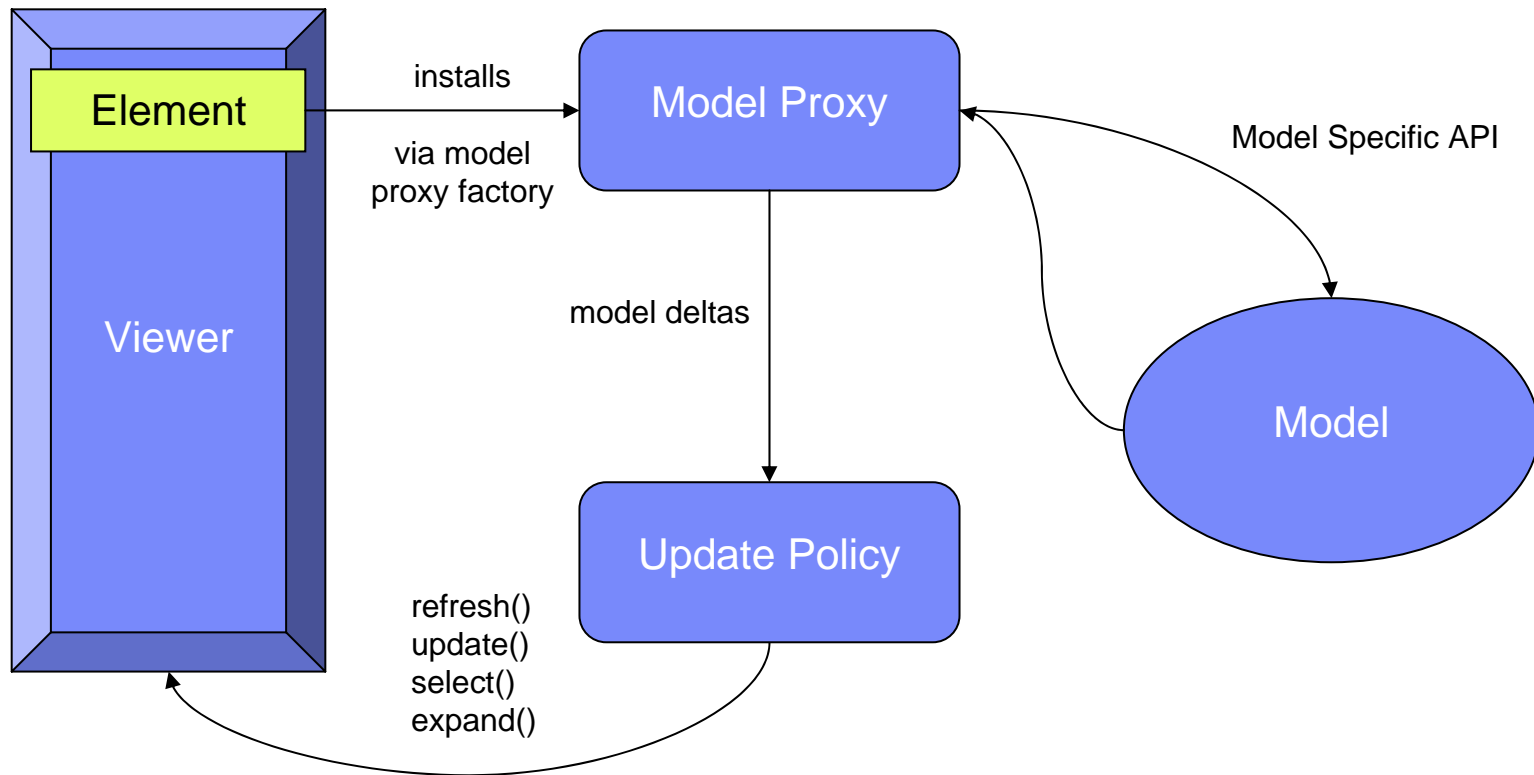 Element
installs
via model
proxy factory
Model Proxy
Model Specific API
Viewer
model deltas
Model
Update Policy
refresh()
update()
select()
expand()